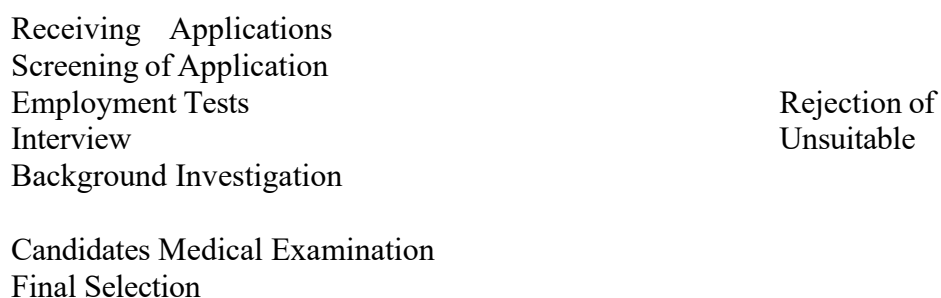 Receiving Applications
Screening of Application
Employment Tests Rejection of
Interview Unsuitable
Background Investigation
Candidates Medical Examination
Final Selection